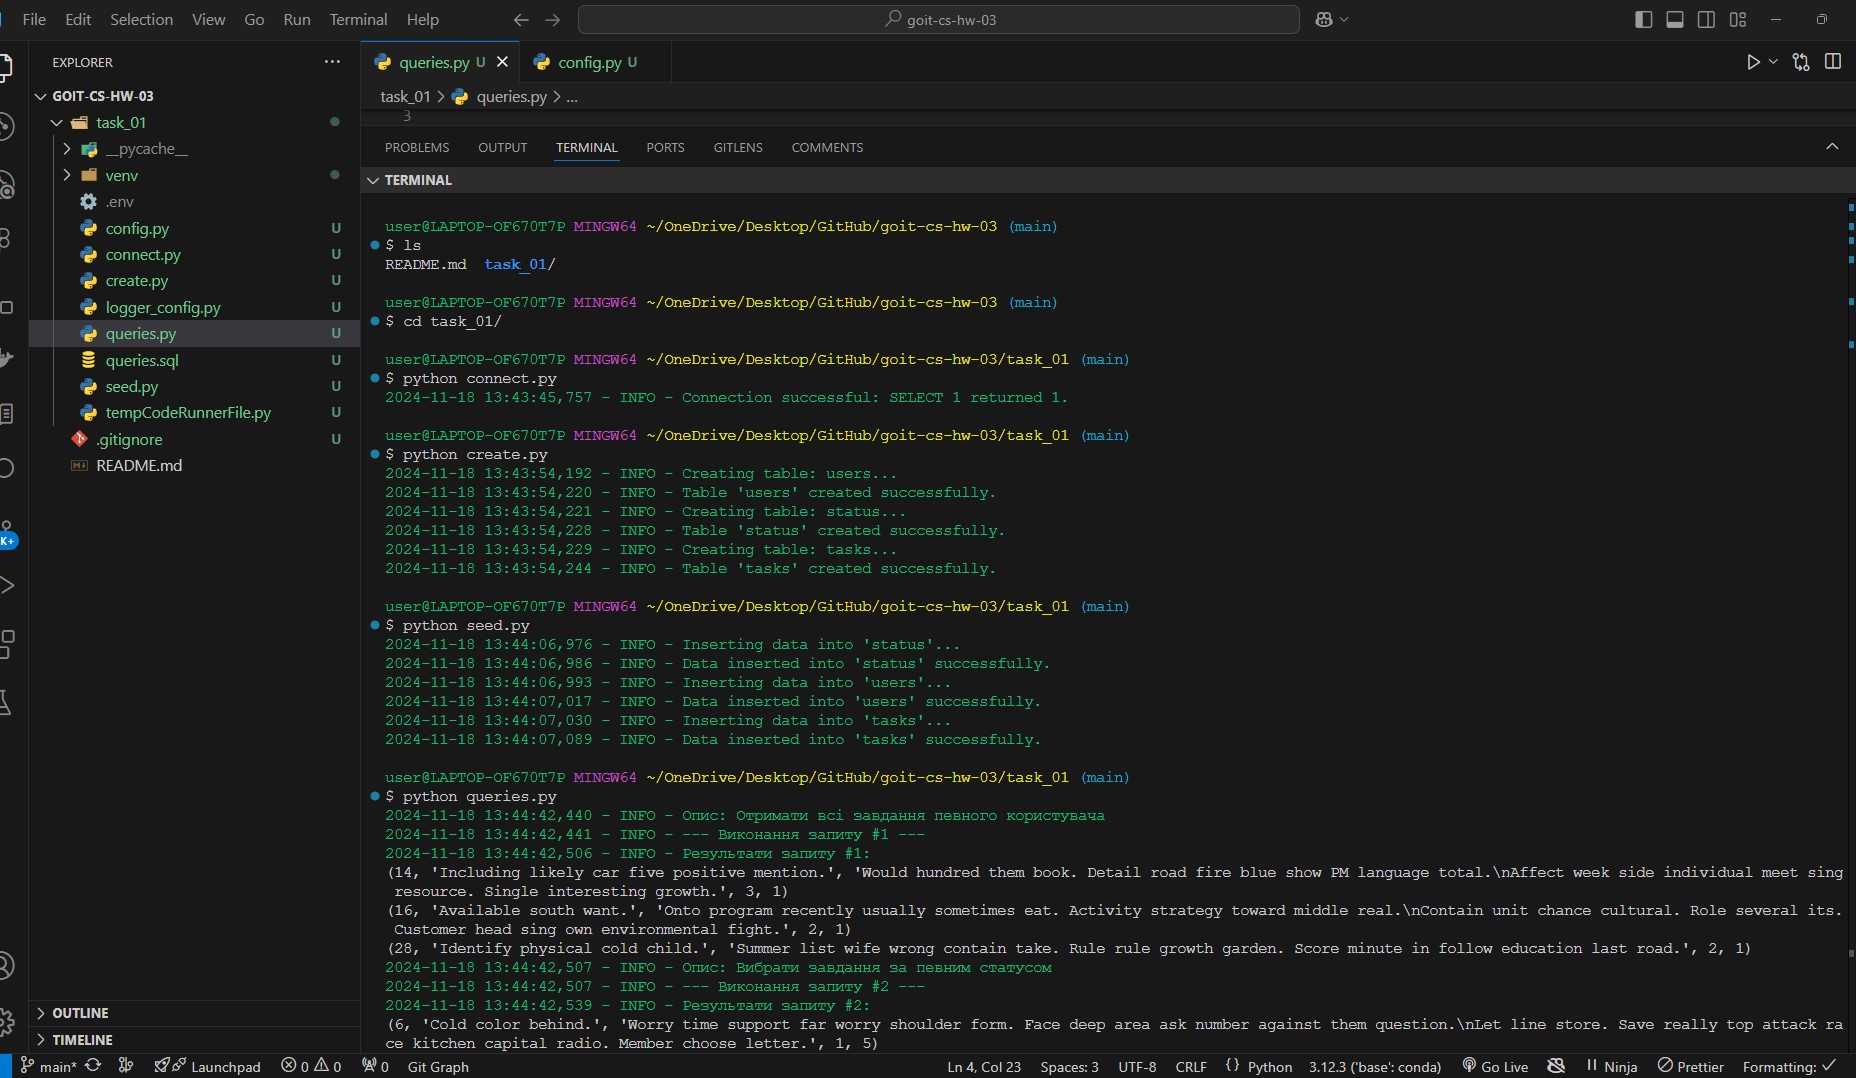 File Edit Selection View Go Run Terminal Help
goit-cs-hw-03
EXPLORER
GOIT-CS-HW-03
task_01
__pycache__
venv
.env
config.py U
connect.py U
create.py U
logger_config.py U
queries.py U
queries.sql U
seed.py U
tempCodeRunnerFile.py U
.gitignore U
README.md
K+
OUTLINE
TIMELINE
queries.py U config.py U
task_01 > queries.py > ...
3
PROBLEMS OUTPUT TERMINAL PORTS GITLENS COMMENTS
TERMINAL
user@LAPTOP-OF670T7P MINGW64 ~/OneDrive/Desktop/GitHub/goit-cs-hw-03 (main)
$ ls
README.md task_01/
user@LAPTOP-OF670T7P MINGW64 ~/OneDrive/Desktop/GitHub/goit-cs-hw-03 (main)
$ cd task_01/
user@LAPTOP-OF670T7P MINGW64 ~/OneDrive/Desktop/GitHub/goit-cs-hw-03/task_01 (main)
$ python connect.py
2024-11-18 13:43:45,757 - INFO - Connection successful: SELECT 1 returned 1.
user@LAPTOP-OF670T7P MINGW64 ~/OneDrive/Desktop/GitHub/goit-cs-hw-03/task_01 (main)
$ python create.py
2024-11-18 13:43:54,192 - INFO - Creating table: users...
2024-11-18 13:43:54,220 - INFO - Table 'users' created successfully.
2024-11-18 13:43:54,221 - INFO - Creating table: status...
2024-11-18 13:43:54,228 - INFO - Table 'status' created successfully.
2024-11-18 13:43:54,229 - INFO - Creating table: tasks...
2024-11-18 13:43:54,244 - INFO - Table 'tasks' created successfully.
user@LAPTOP-OF670T7P MINGW64 ~/OneDrive/Desktop/GitHub/goit-cs-hw-03/task_01 (main)
$ python seed.py
2024-11-18 13:44:06,976 - INFO - Inserting data into 'status'...
2024-11-18 13:44:06,986 - INFO - Data inserted into 'status' successfully.
2024-11-18 13:44:06,993 - INFO - Inserting data into 'users'...
2024-11-18 13:44:07,017 - INFO - Data inserted into 'users' successfully.
2024-11-18 13:44:07,030 - INFO - Inserting data into 'tasks'...
2024-11-18 13:44:07,089 - INFO - Data inserted into 'tasks' successfully.
user@LAPTOP-OF670T7P MINGW64 ~/OneDrive/Desktop/GitHub/goit-cs-hw-03/task_01 (main)
$ python queries.py
2024-11-18 13:44:42,440 - INFO - Опис: Отримати всі завдання певного користувача
2024-11-18 13:44:42,441 - INFO - --- Виконання запиту #1 ---
2024-11-18 13:44:42,506 - INFO - Результати запиту #1:
(14, 'Including likely car five positive mention.', 'Would hundred them book. Detail road fire blue show PM language total.\nAffect week side individual meet sing
resource. Single interesting growth.', 3, 1)
(16, 'Available south want.', 'Onto program recently usually sometimes eat. Activity strategy toward middle real.\nContain unit chance cultural. Role several its.
Customer head sing own environmental fight.', 2, 1)
(28, 'Identify physical cold child.', 'Summer list wife wrong contain take. Rule rule growth garden. Score minute in follow education last road.', 2, 1)
2024-11-18 13:44:42,507 - INFO - Опис: Вибрати завдання за певним статусом
2024-11-18 13:44:42,507 - INFO - --- Виконання запиту #2 ---
2024-11-18 13:44:42,539 - INFO - Результати запиту #2:
(6, 'Cold color behind.', 'Worry time support far worry shoulder form. Face deep area ask number against them question.\nLet line store. Save really top attack ra
ce kitchen capital radio. Member choose letter.', 1, 5)
main* Launchpad 0 0 0 Git Graph Ln 4, Col 23 Spaces: 3 UTF-8 CRLF {} Python 3.12.3 ('base': conda) Go Live Ninja Prettier Formatting: